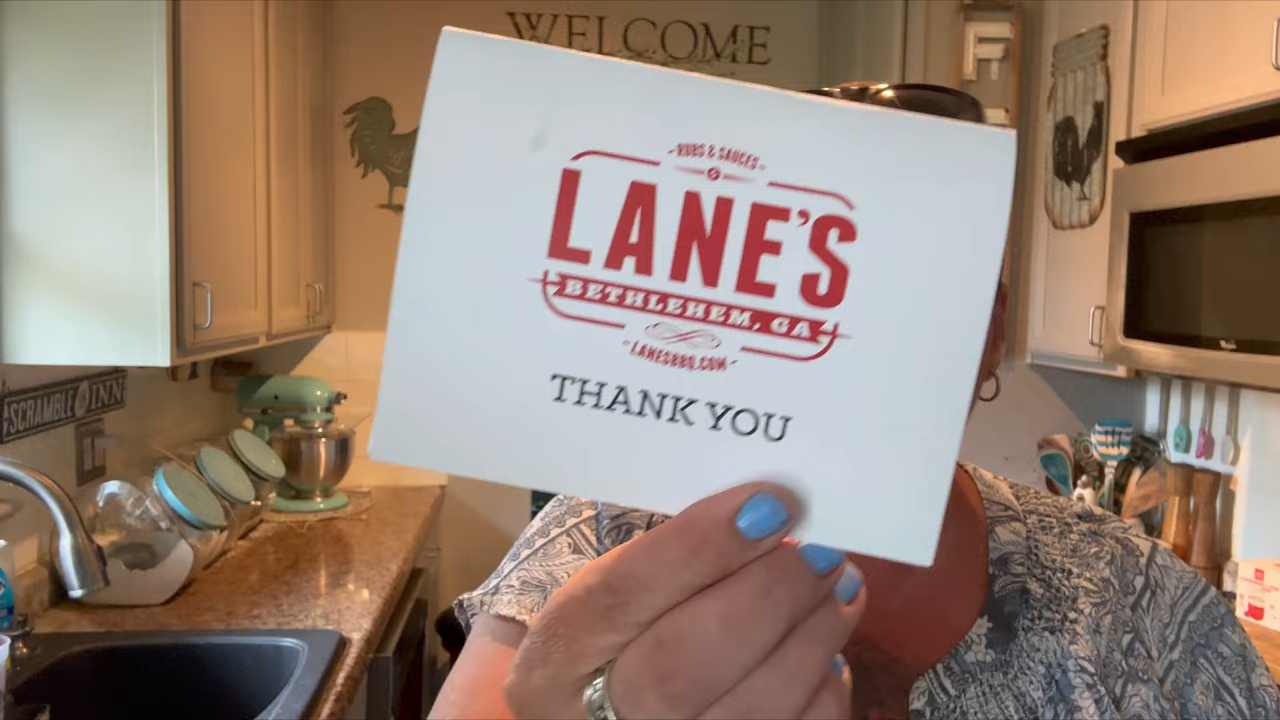 WELCOME
-RUBS & SAUCES-
LANE'S
BETHLEHEM, GA
-LANESBBQ.COM-
THANK YOU
SCRAMBLE INN